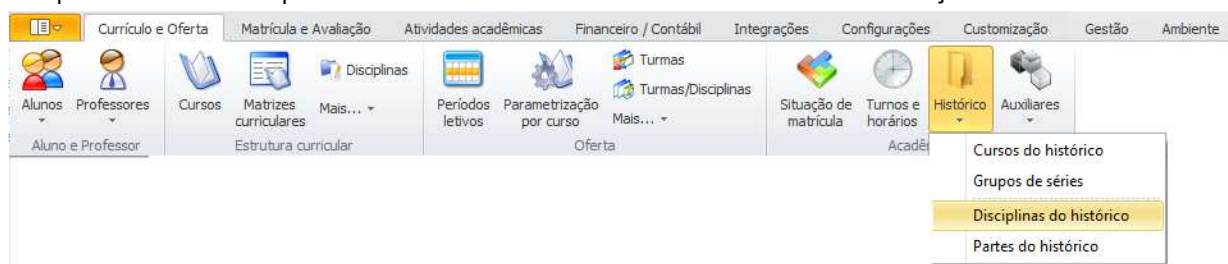 Currículo e Oferta Matrícula e Avaliação Atividades acadêmicas Financeiro / Contábil Integrações Configurações Customização Gestão Ambiente
Alunos Professores Cursos Matrizes curriculares Disciplinas Mais... Períodos letivos Parametrização por curso Turmas Turmas/Disciplinas Mais... Situação de matrícula Turnos e horários Histórico Auxiliares
Aluno e Professor Estrutura curricular Oferta
Cursos do histórico
Grupos de séries
Disciplinas do histórico
Partes do histórico